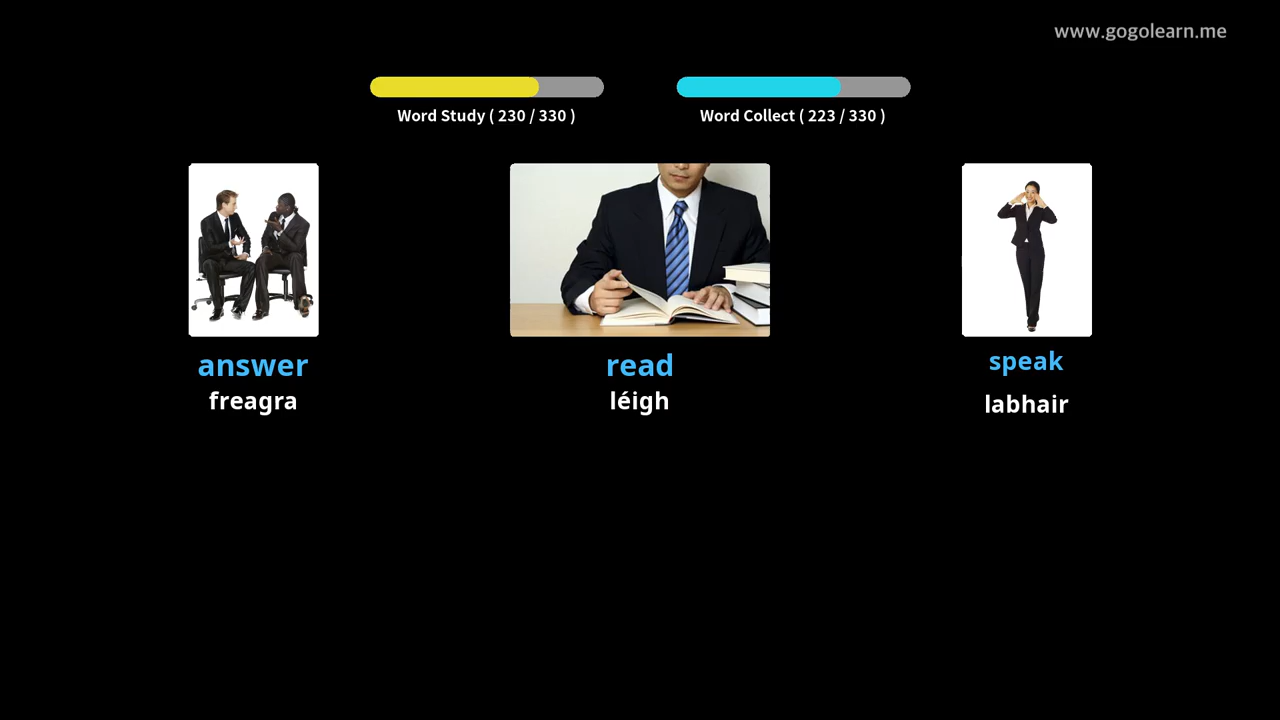 www.gogolearn.me
Word Study ( 230 / 330 )
Word Collect ( 223 / 330 )
answer
freagra
read
léigh
speak
labhair